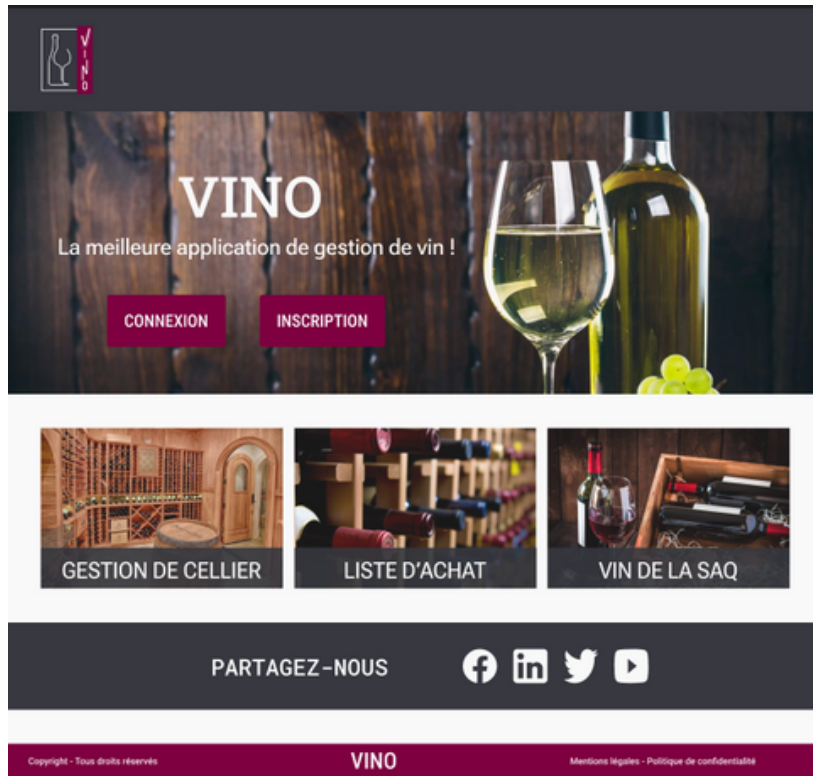 VINO
VINO
La meilleure application de gestion de vin !
CONNEXION
INSCRIPTION
GESTION DE CELLIER
LISTE D'ACHAT
VIN DE LA SAQ
PARTAGEZ-NOUS
Copyright - Tous droits réservés
VINO
Mentions légales - Politique de confidentialité